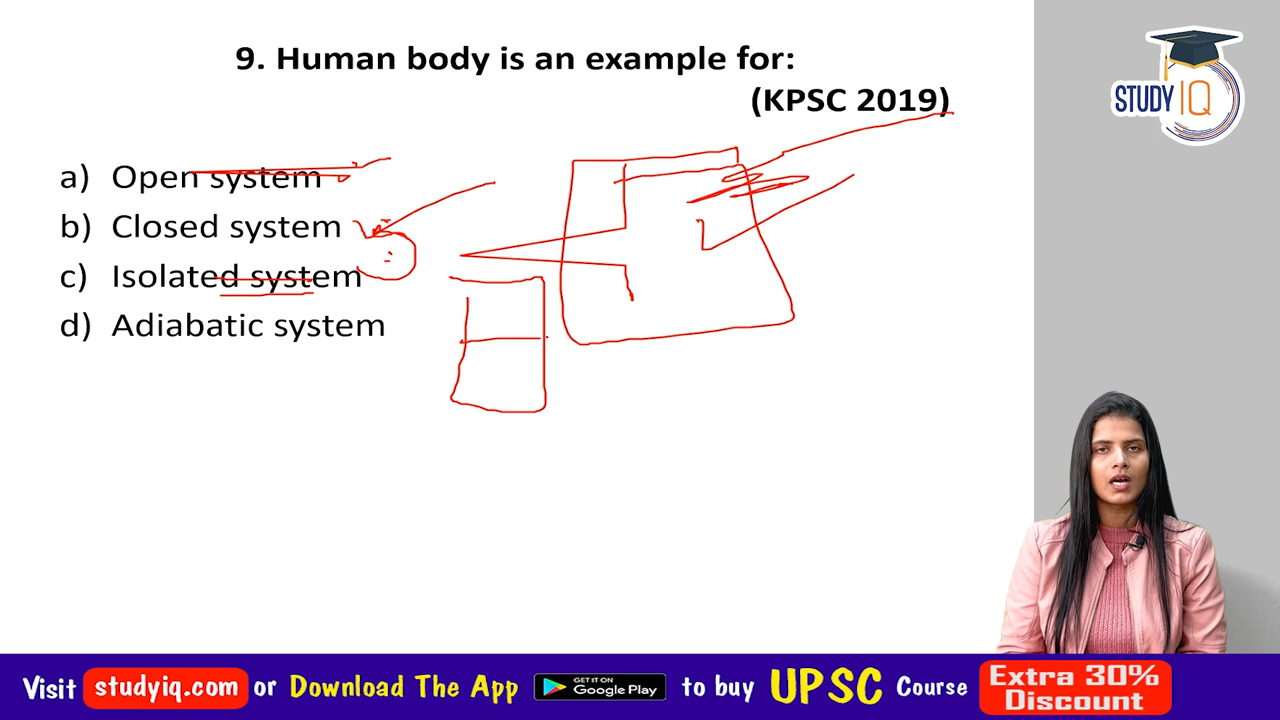 9. Human body is an example for:
(KPSC 2019)
a) Open system
b) Closed system
c) Isolated system
d) Adiabatic system
STUDY IQ
Visit studyiq.com or Download The App GET IT ON Google Play to buy UPSC Course Extra 30% Discount